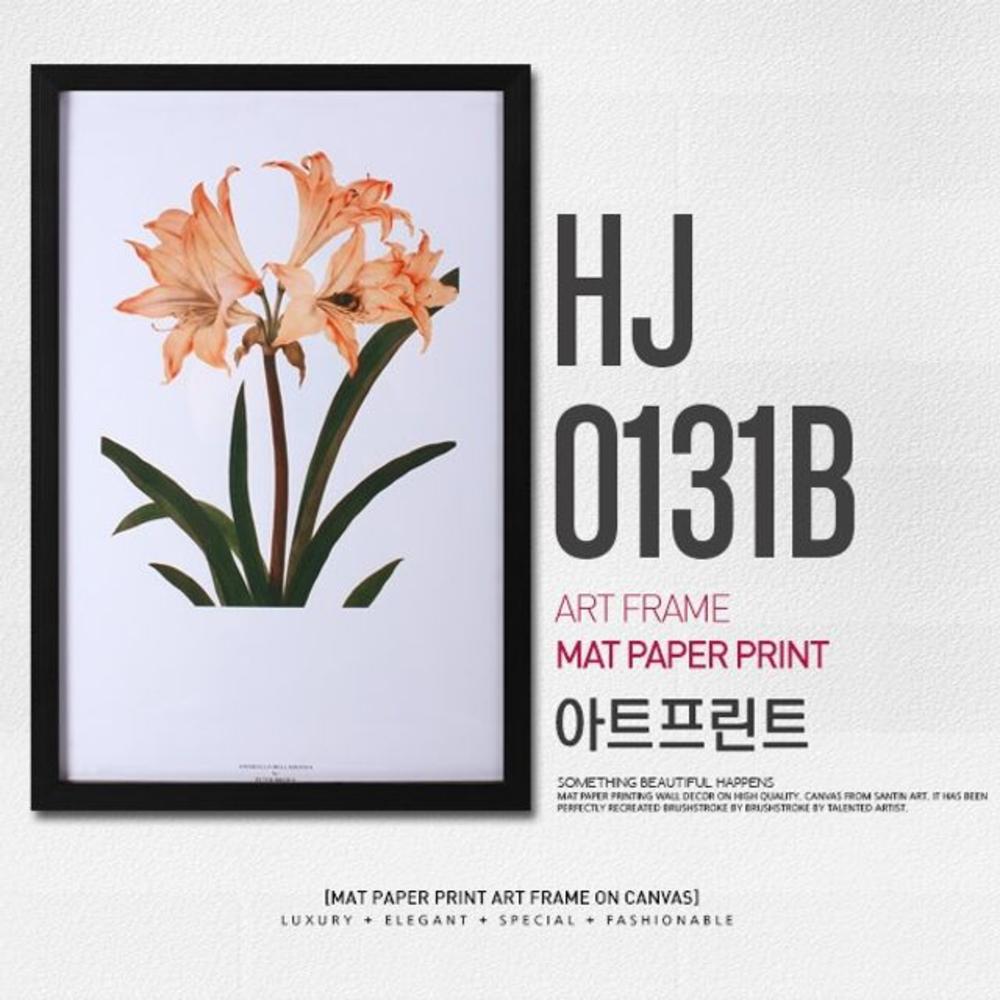 HJ
0131B
ART FRAME
MAT PAPER PRINT
아트프린트
SOMETHING BEAUTIFUL HAPPENS
MAT PAPER PRINTING WALL DECOR ON HIGH QUALITY, CANVAS FROM SANTIN ART. IT HAS BEEN
PERFECTLY RECREATED BRUSHSTROKE BY BRUSHSTROKE BY TALENTED ARTIST.
[MAT PAPER PRINT ART FRAME ON CANVAS]
LUXURY + ELEGANT + SPECIAL + FASHIONABLE